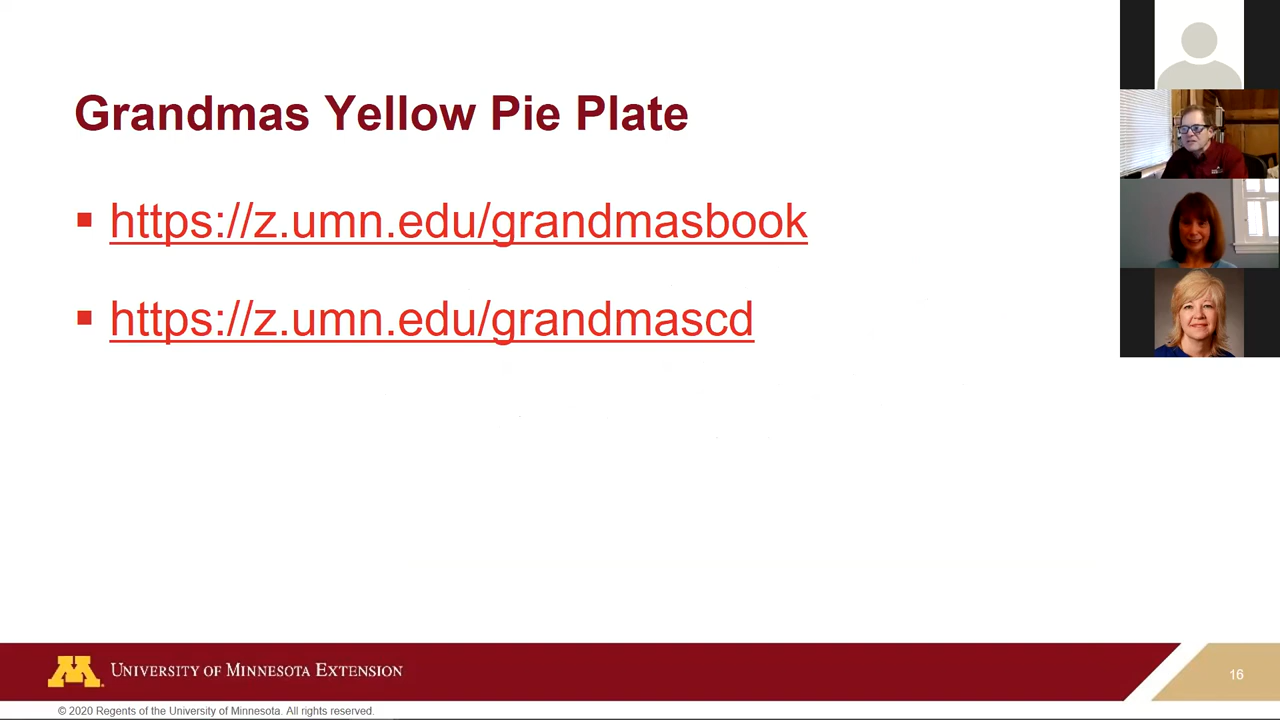 Grandmas Yellow Pie Plate
https://z.umn.edu/grandmasbook
https://z.umn.edu/grandmascd
UNIVERSITY OF MINNESOTA EXTENSION
16
© 2020 Regents of the University of Minnesota. All rights reserved.